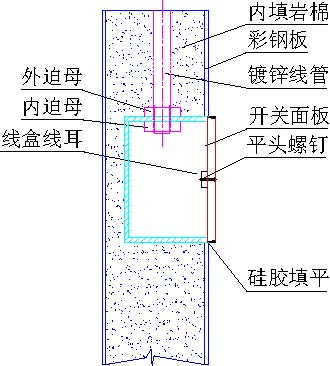 内填岩棉
彩钢板
外迫母
镀锌线管
内迫母
开关面板
线盒线耳
平头螺钉
硅胶填平